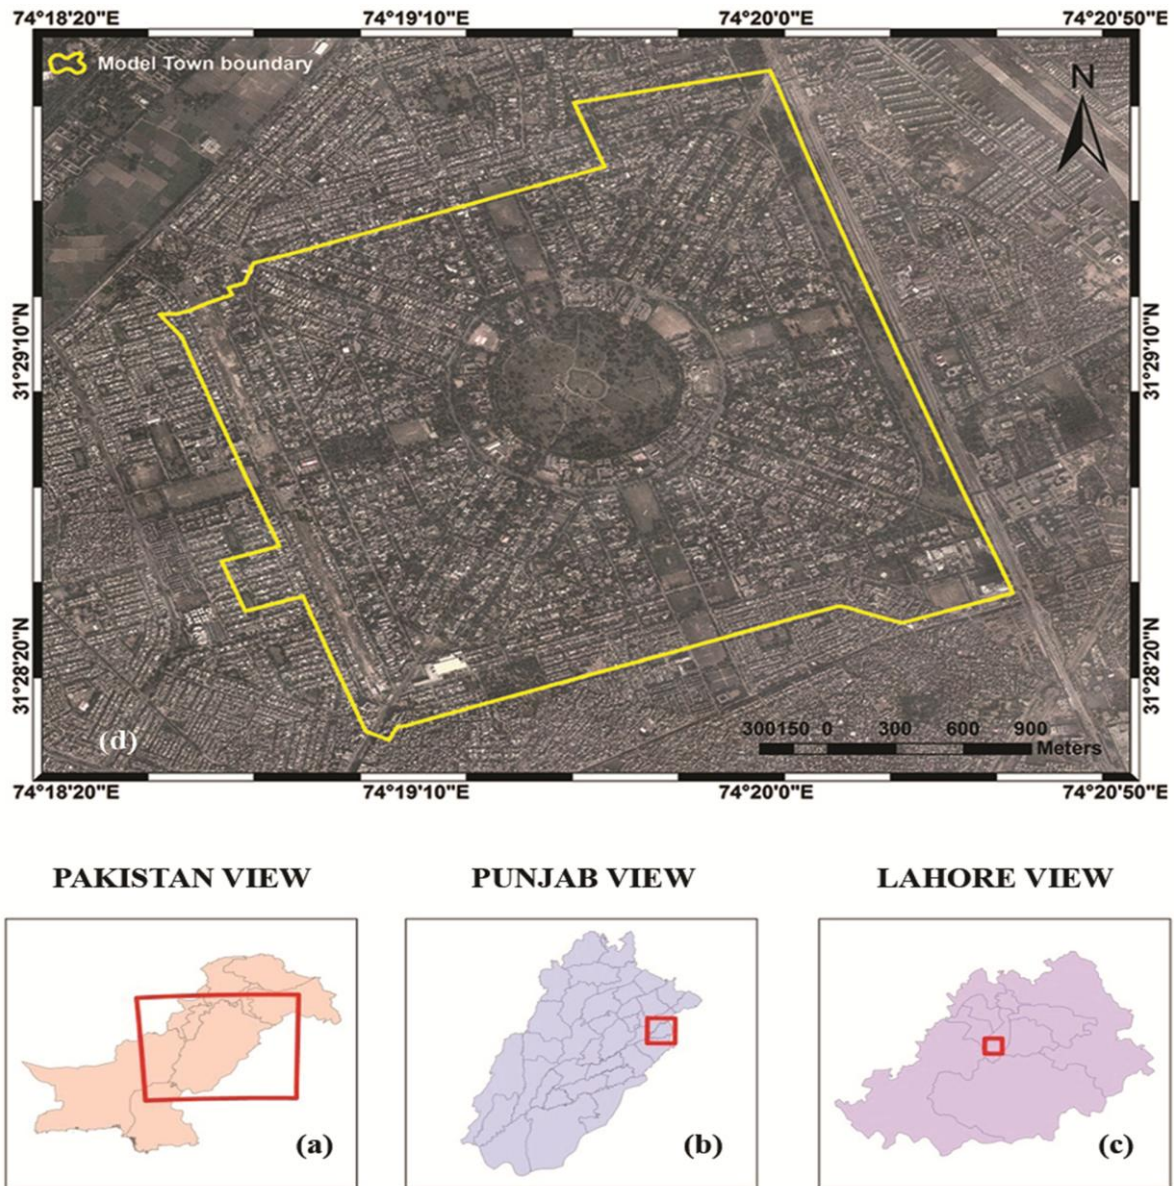 74°18'20"E 74°19'10"E 74°20'0"E 74°20'50"E
Model Town boundary
N
31°29'10"N 31°29'10"N
31°28'20"N 31°28'20"N
(d)
300 150 0 300 600 900
Meters
74°18'20"E 74°19'10"E 74°20'0"E 74°20'50"E
PAKISTAN VIEW PUNJAB VIEW LAHORE VIEW
(a) (b) (c)